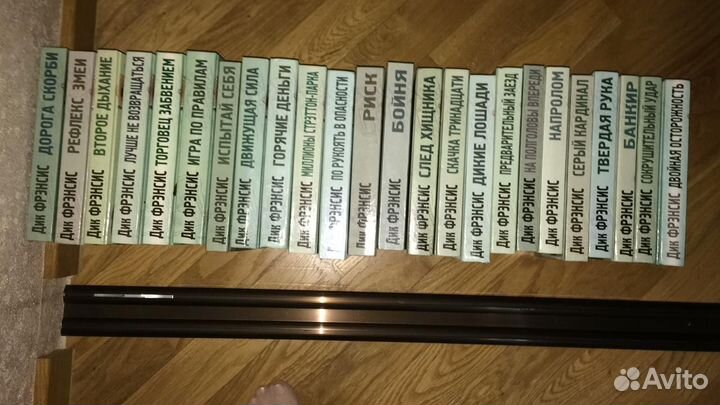 Дик Фрэнсис ДОРОГА СКОРБИ
Дик Фрэнсис РЕФЛЕКС ЗМЕИ
Дик Фрэнсис ВТОРОЕ ДЫХАНИЕ
Дик Фрэнсис ЛУЧШЕ НЕ ВОЗВРАЩАТЬСЯ
Дик Фрэнсис ТОРГОВЕЦ ЗАБВЕНИЕМ
Дик Фрэнсис ИГРА ПО ПРАВИЛАМ
Дик Фрэнсис ИСПЫТАЙ СЕБЯ
Дик Фрэнсис ДВИЖУЩАЯ СИЛА
Дик Фрэнсис ГОРЯЧИЕ ДЕНЬГИ
Дик Фрэнсис МИЛЛИОНЫ СТРЭТТОН-ПАРКА
Дик Фрэнсис ПО РУКОЯТЬ В ОПАСНОСТИ
Дик Фрэнсис РИСК
Дик Фрэнсис БОЙНЯ
Дик Фрэнсис СЛЕД ХИЩНИКА
Дик Фрэнсис СКАЧКА ТРИНАДЦАТИ
Дик Фрэнсис ДИКИЕ ЛОШАДИ
Дик Фрэнсис ПРЕДВАРИТЕЛЬНЫЙ ЗАЕЗД
Дик Фрэнсис НА ПОЛГОЛОВЫ ВПЕРЕДИ
Дик Фрэнсис НАПРОЛОМ
Дик Фрэнсис СЕРЫЙ КАРДИНАЛ
Дик Фрэнсис ТВЕРДАЯ РУКА
Дик Фрэнсис БАНКИР
Дик Фрэнсис СОКРУШИТЕЛЬНЫЙ УДАР
Дик Фрэнсис ДВОЙНАЯ ОСТОРОЖНОСТЬ
Avito